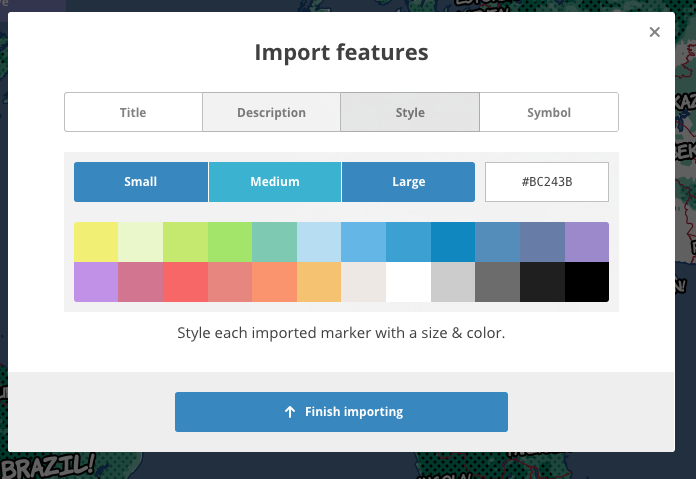 Import features
Title Description Style Symbol
Small Medium Large #BC243B
Style each imported marker with a size & color.
Finish importing
BRAZIL!